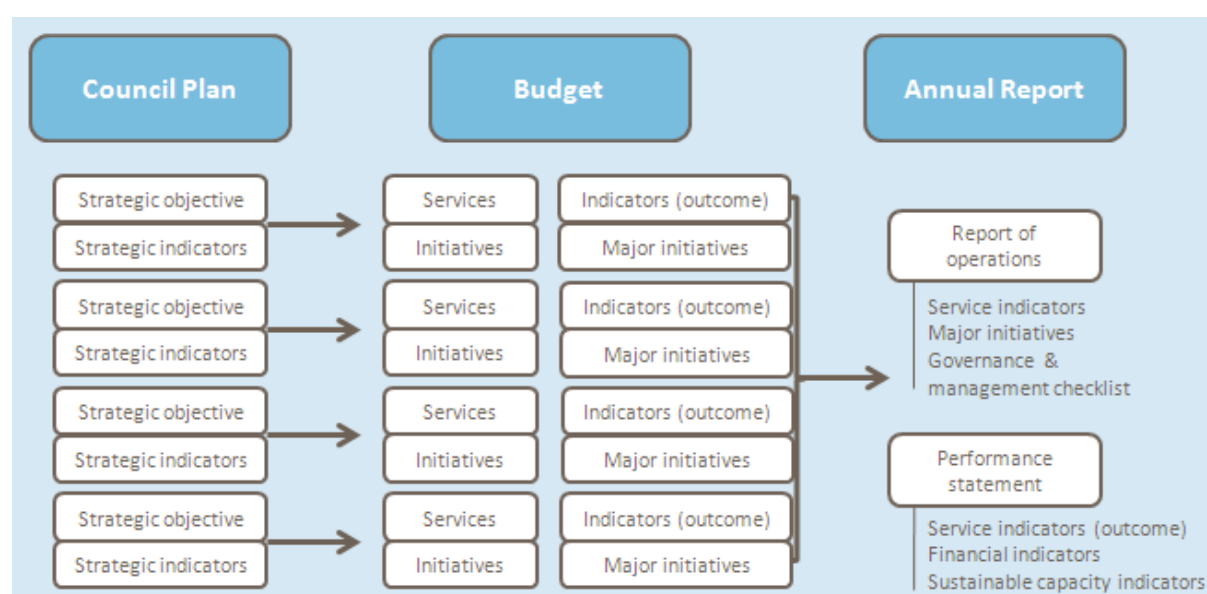 Council Plan
Budget
Annual Report
Strategic objective
Strategic indicators
Strategic objective
Strategic indicators
Strategic objective
Strategic indicators
Strategic objective
Strategic indicators
Services
Initiatives
Services
Initiatives
Services
Initiatives
Services
Initiatives
Indicators (outcome)
Major initiatives
Indicators (outcome)
Major initiatives
Indicators (outcome)
Major initiatives
Indicators (outcome)
Major initiatives
Report of
operations
Service indicators
Major initiatives
Governance &
management checklist
Performance
statement
Service indicators (outcome)
Financial indicators
Sustainable capacity indicators